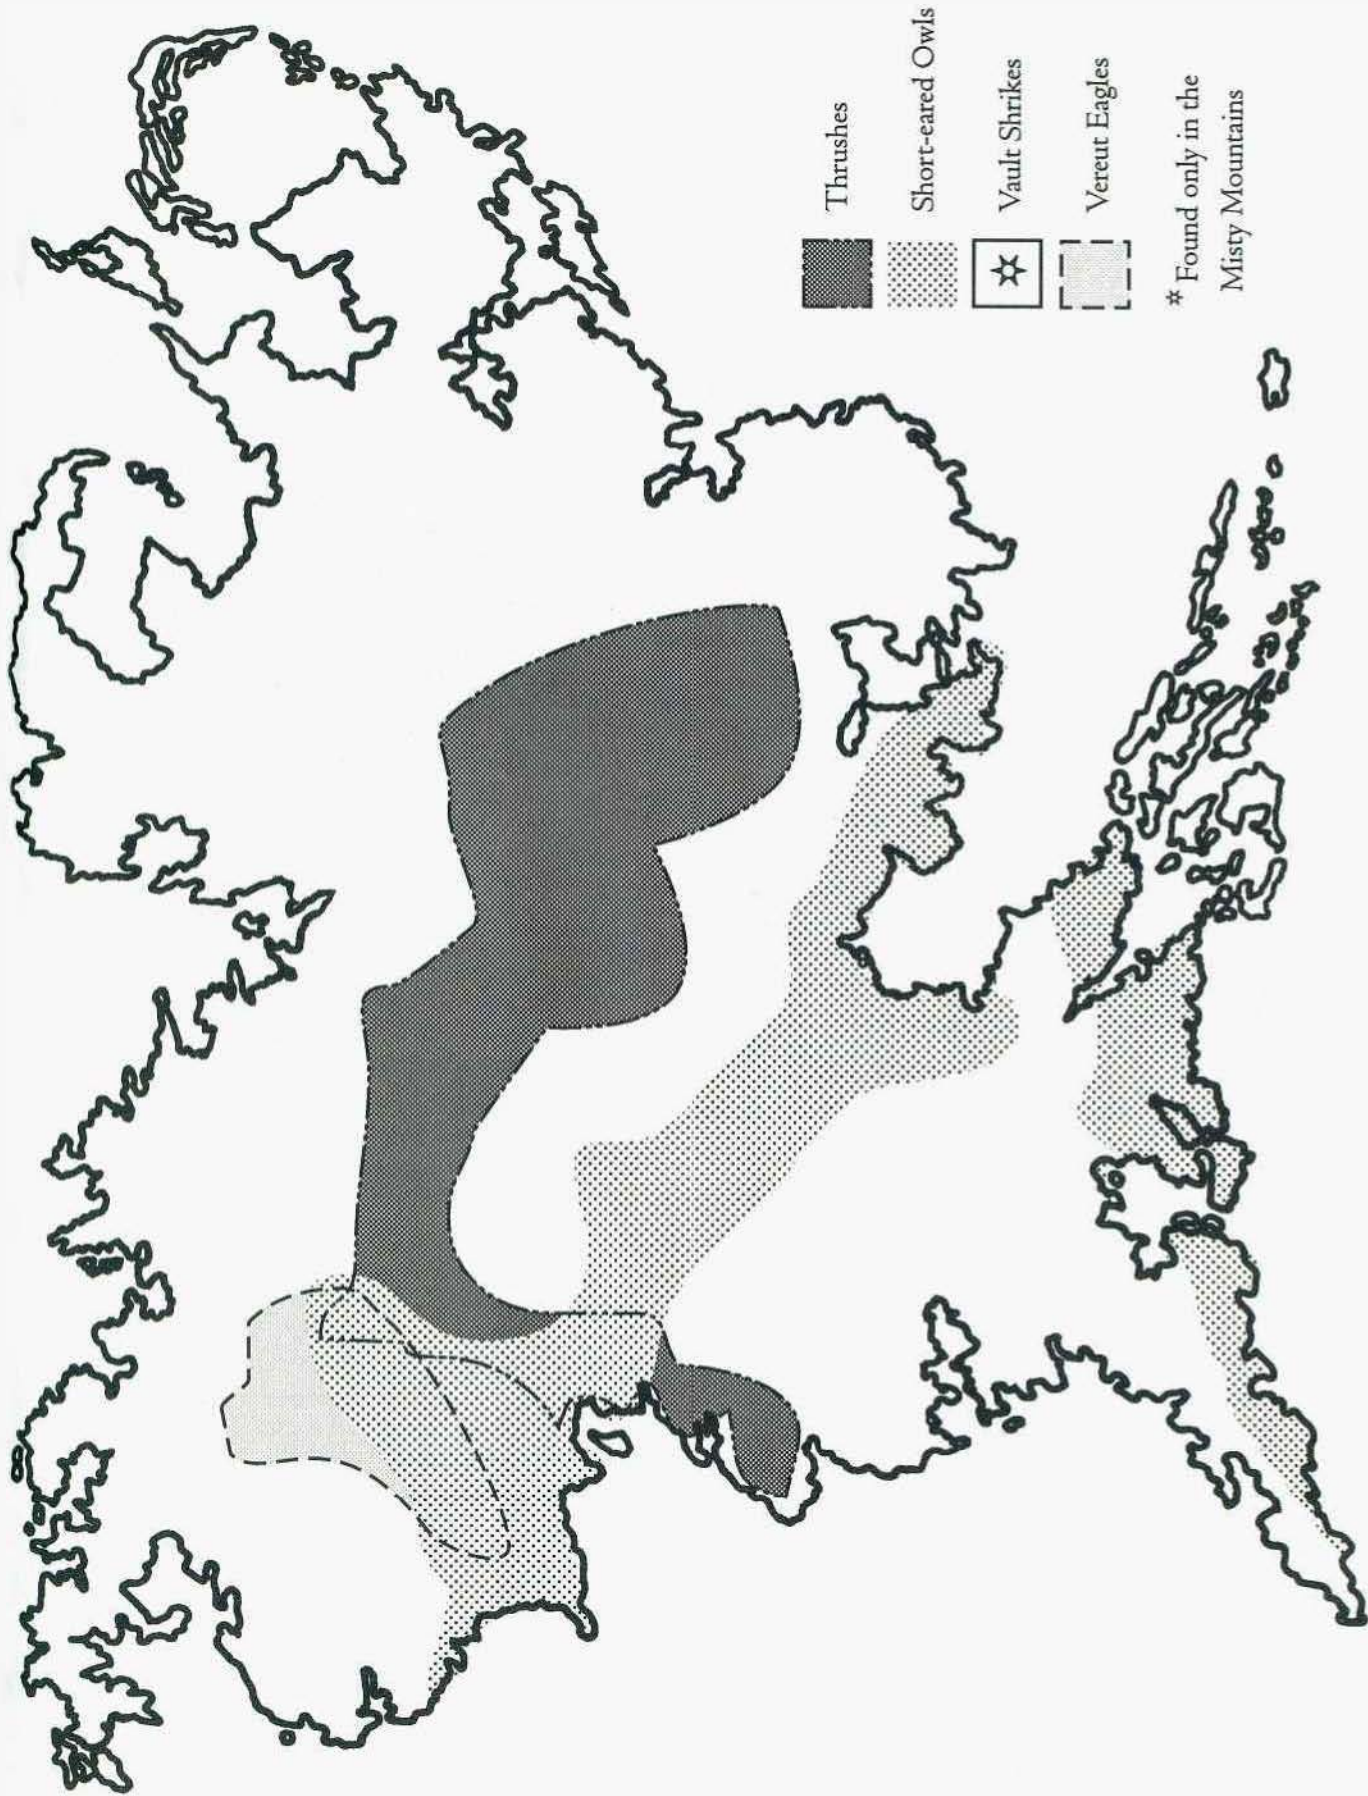 Thrushes
Short-eared Owls
Vault Shrikes
Vereut Eagles
* Found only in the
Misty Mountains